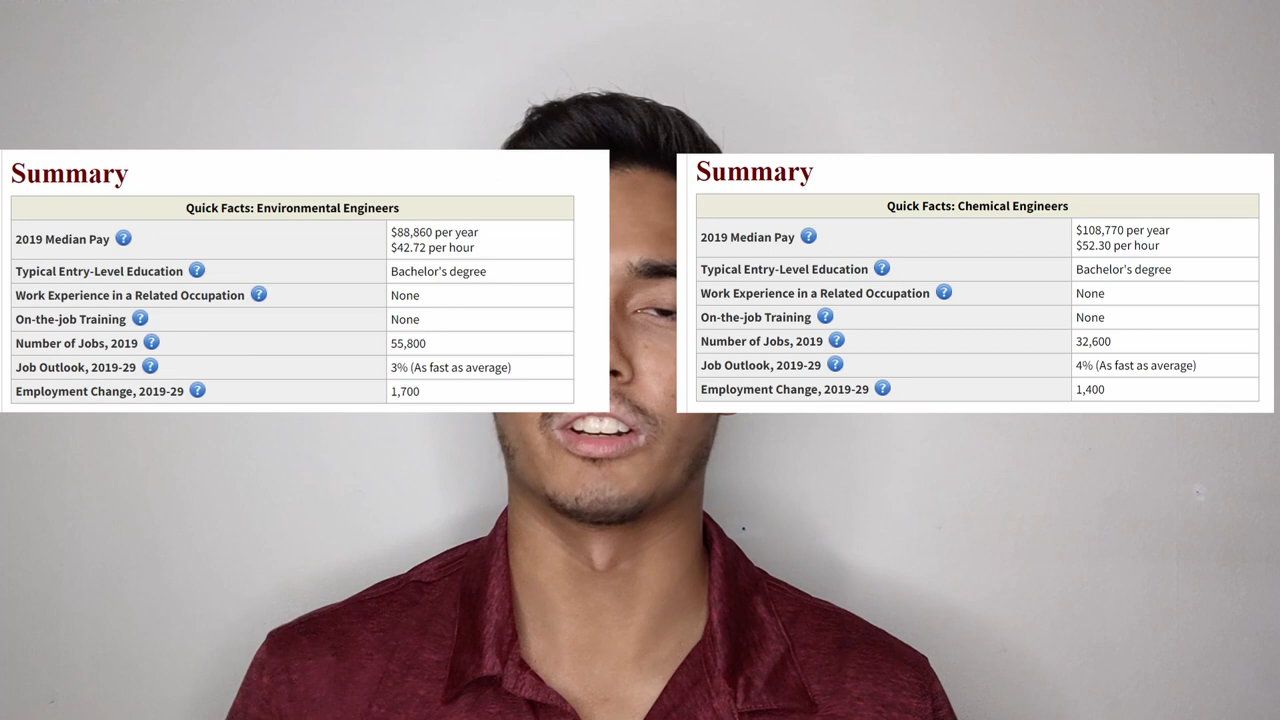 Summary
Quick Facts: Environmental Engineers
2019 Median Pay ?
$88,860 per year
$42.72 per hour
Typical Entry-Level Education ?
Bachelor's degree
Work Experience in a Related Occupation ?
None
On-the-job Training ?
None
Number of Jobs, 2019 ?
55,800
Job Outlook, 2019-29 ?
3% (As fast as average)
Employment Change, 2019-29 ?
1,700
Summary
Quick Facts: Chemical Engineers
2019 Median Pay ?
$108,770 per year
$52.30 per hour
Typical Entry-Level Education ?
Bachelor's degree
Work Experience in a Related Occupation ?
None
On-the-job Training ?
None
Number of Jobs, 2019 ?
32,600
Job Outlook, 2019-29 ?
4% (As fast as average)
Employment Change, 2019-29 ?
1,400